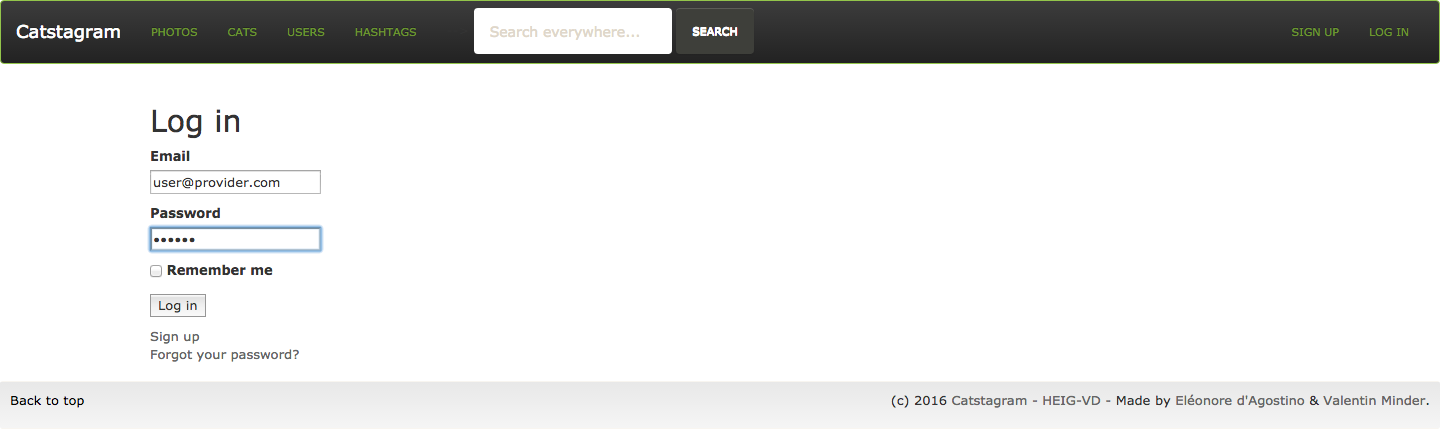 Catstagram PHOTOS CATS USERS HASHTAGS Search everywhere... SEARCH SIGN UP LOG IN
Log in
Email
user@provider.com
Password
••••••
Remember me
Log in
Sign up
Forgot your password?
Back to top (c) 2016 Catstagram - HEIG-VD - Made by Eléonore d'Agostino & Valentin Minder.